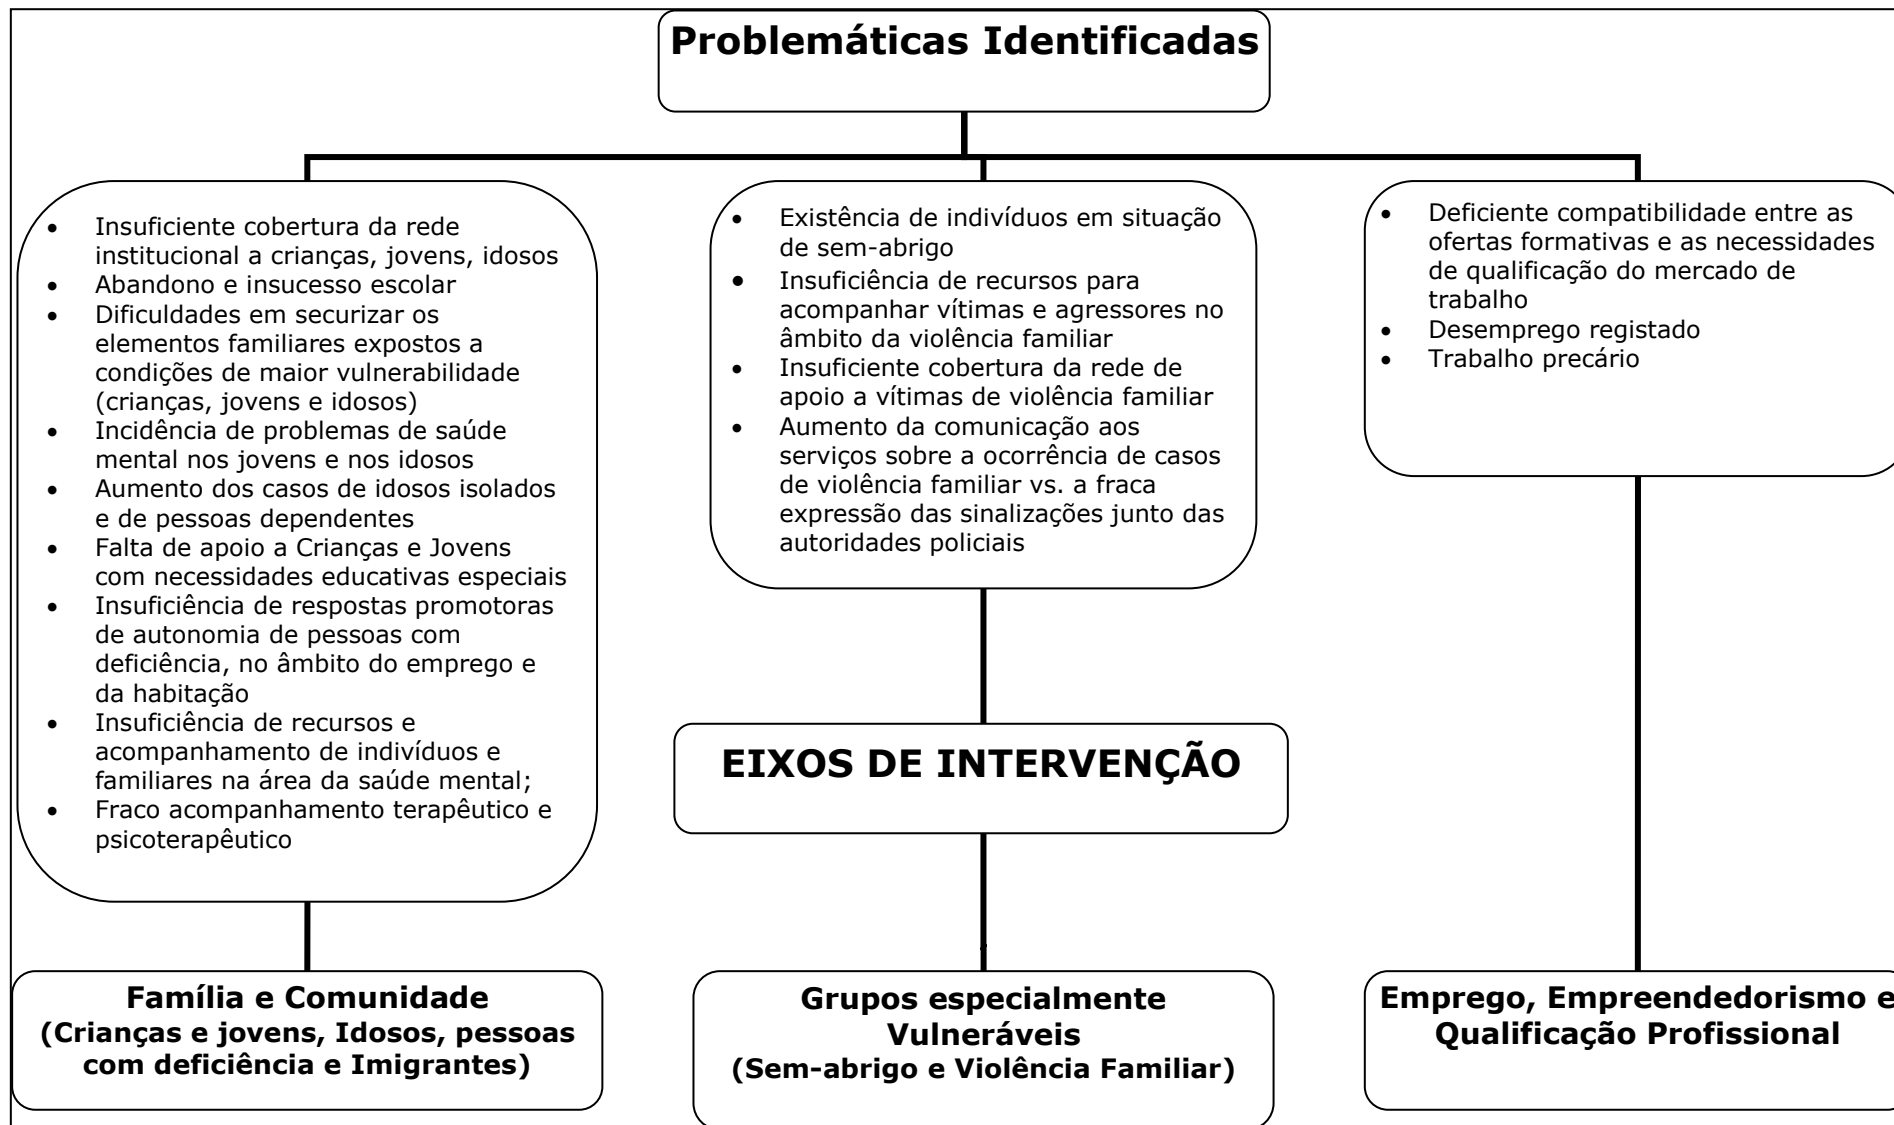 Problemáticas Identificadas
• Insuficiente cobertura da rede
institucional a crianças, jovens, idosos
• Abandono e insucesso escolar
• Dificuldades em securizar os
elementos familiares expostos a
condições de maior vulnerabilidade
(crianças, jovens e idosos)
• Incidência de problemas de saúde
mental nos jovens e nos idosos
• Aumento dos casos de idosos isolados
e de pessoas dependentes
• Falta de apoio a Crianças e Jovens
com necessidades educativas especiais
• Insuficiência de respostas promotoras
de autonomia de pessoas com
deficiência, no âmbito do emprego e
da habitação
• Insuficiência de recursos e
acompanhamento de indivíduos e
familiares na área da saúde mental;
• Fraco acompanhamento terapêutico e
psicoterapêutico
• Existência de indivíduos em situação
de sem-abrigo
• Insuficiência de recursos para
acompanhar vítimas e agressores no
âmbito da violência familiar
• Insuficiente cobertura da rede de
apoio a vítimas de violência familiar
• Aumento da comunicação aos
serviços sobre a ocorrência de casos
de violência familiar vs. a fraca
expressão das sinalizações junto das
autoridades policiais
• Deficiente compatibilidade entre as
ofertas formativas e as necessidades
de qualificação do mercado de
trabalho
• Desemprego registado
• Trabalho precário
EIXOS DE INTERVENÇÃO
Família e Comunidade
(Crianças e jovens, Idosos, pessoas
com deficiência e Imigrantes)
Grupos especialmente
Vulneráveis
(Sem-abrigo e Violência Familiar)
Emprego, Empreendedorismo e
Qualificação Profissional